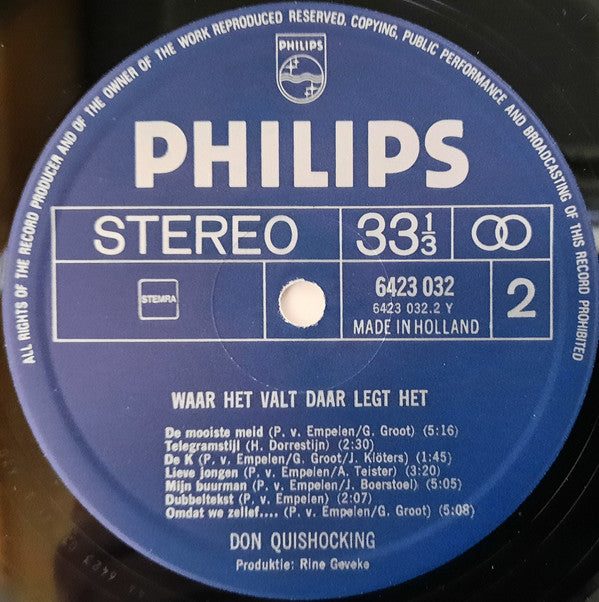 ALL RIGHTS OF THE RECORD PRODUCER AND OF THE OWNER OF THE WORK REPRODUCED RESERVED, COPYING, PUBLIC PERFORMANCE AND BROADCASTING OF THIS RECORD PROHIBITED
PHILIPS
PHILIPS
STEREO 33 1/3
STEMRA 6423 032 2
6423 032.2 Y
MADE IN HOLLAND
WAAR HET VALT DAAR LEGT HET
De mooiste meid (P. v. Empelen/G. Groot) (5:16)
Telegramstijl (H. Dorrestijn) (2:30)
De K (P. v. Empelen/G. Groot/J. Klöters) (1:45)
Lieve jongen (P. v. Empelen/A. Teister) (3:20)
Mijn buurman (P. v. Empelen/J. Boerstoel) (5:05)
Dubbeltekst (P. v. Empelen) (2:07)
Omdat we zelief.... (P. v. Empelen/G. Groot) (5:08)
DON QUISHOCKING
Produktie: Rine Geveke